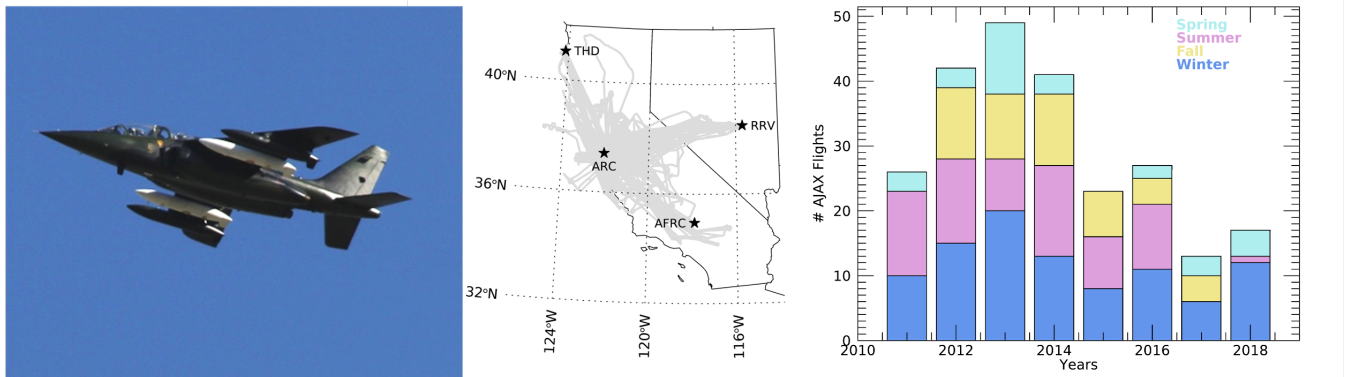 THD
40°N
RRV
ARC
36°N
AFRC
32°N
124°W
120°W
116°W
50
40
30
20
10
0
# AJAX Flights
Spring
Summer
Fall
Winter
2010
2012
2014
2016
2018
Years